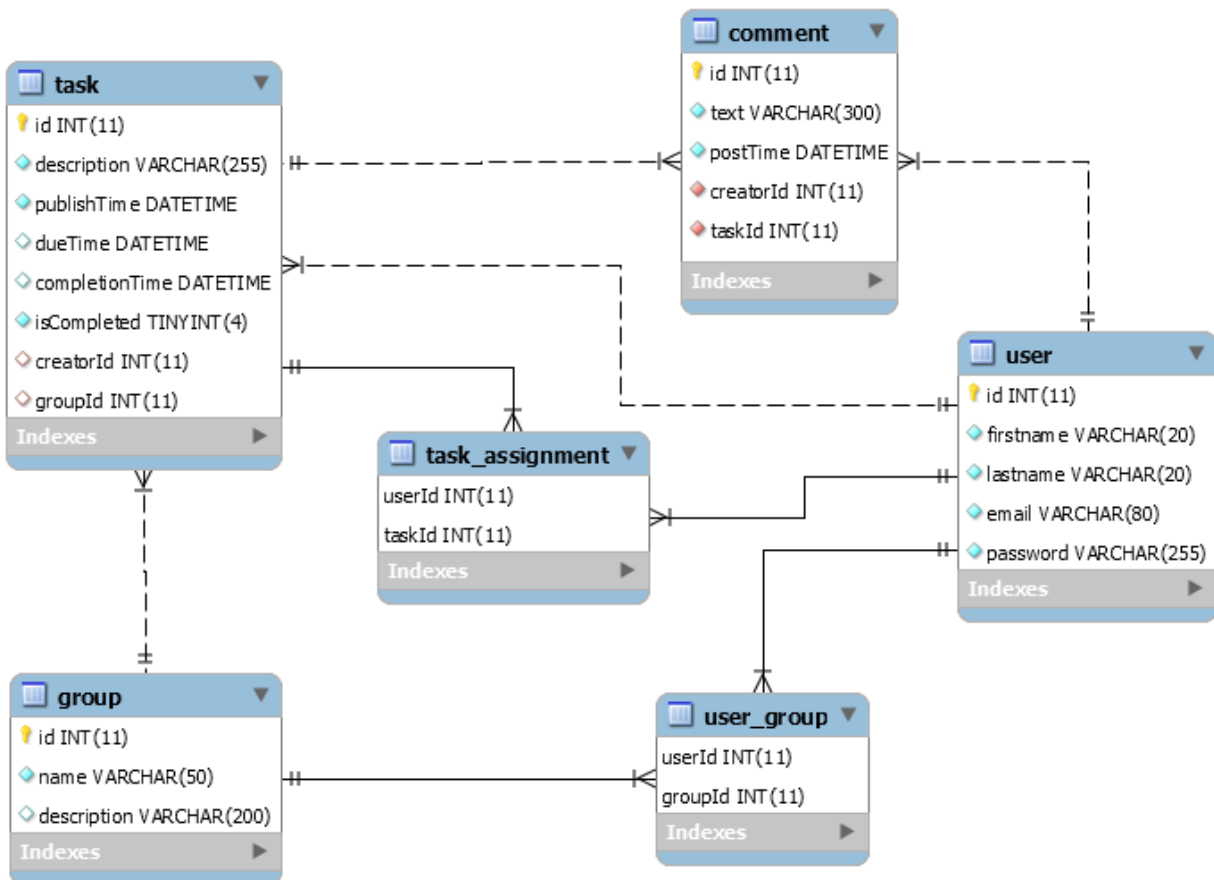 task
id INT(11)
description VARCHAR(255)
publishTime DATETIME
dueTime DATETIME
completionTime DATETIME
isCompleted TINYINT(4)
creatorId INT(11)
groupId INT(11)
Indexes
comment
id INT(11)
text VARCHAR(300)
postTime DATETIME
creatorId INT(11)
taskId INT(11)
Indexes
user
id INT(11)
firstname VARCHAR(20)
lastname VARCHAR(20)
email VARCHAR(80)
password VARCHAR(255)
Indexes
task_assignment
userId INT(11)
taskId INT(11)
Indexes
group
id INT(11)
name VARCHAR(50)
description VARCHAR(200)
Indexes
user_group
userId INT(11)
groupId INT(11)
Indexes